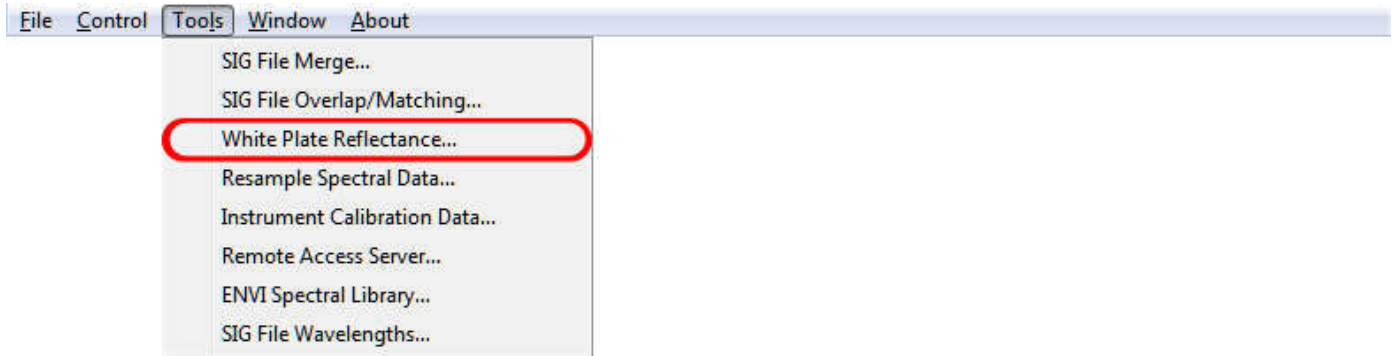 File Control Tools Window About
SIG File Merge...
SIG File Overlap/Matching...
White Plate Reflectance...
Resample Spectral Data...
Instrument Calibration Data...
Remote Access Server...
ENVI Spectral Library...
SIG File Wavelengths...